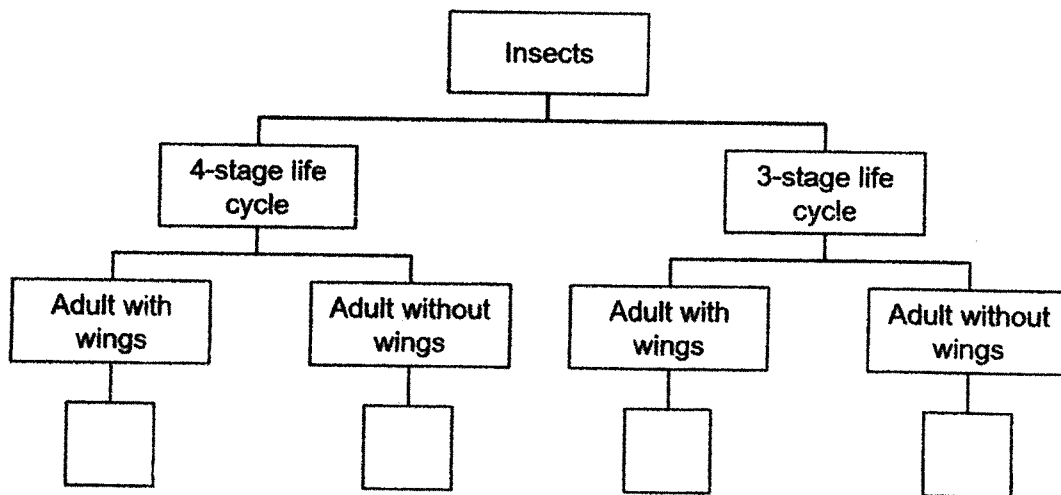 Insects
4-stage life
cycle
3-stage life
cycle
Adult with
wings
Adult without
wings
Adult with
wings
Adult without
wings